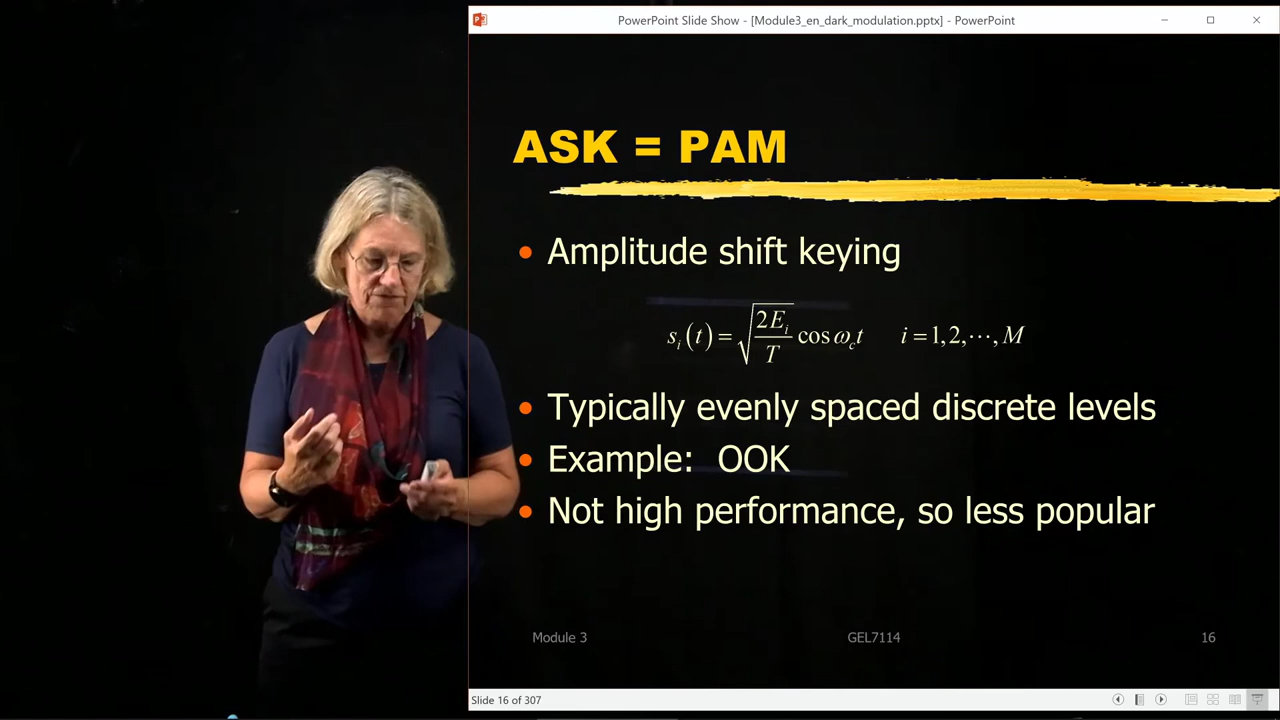 PowerPoint Slide Show - [Module3_en_dark_modulation.pptx] - PowerPoint
ASK = PAM
• Amplitude shift keying
s_i(t) = √(2E_i/T) cos ω_c t    i = 1, 2, ⋯, M
• Typically evenly spaced discrete levels
• Example: OOK
• Not high performance, so less popular
Module 3 GEL7114 16
Slide 16 of 307